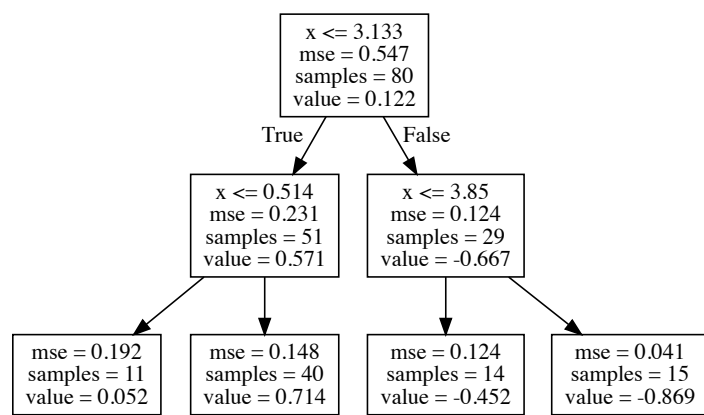 x <= 3.133
mse = 0.547
samples = 80
value = 0.122
True
False
x <= 0.514
mse = 0.231
samples = 51
value = 0.571
x <= 3.85
mse = 0.124
samples = 29
value = -0.667
mse = 0.192
samples = 11
value = 0.052
mse = 0.148
samples = 40
value = 0.714
mse = 0.124
samples = 14
value = -0.452
mse = 0.041
samples = 15
value = -0.869